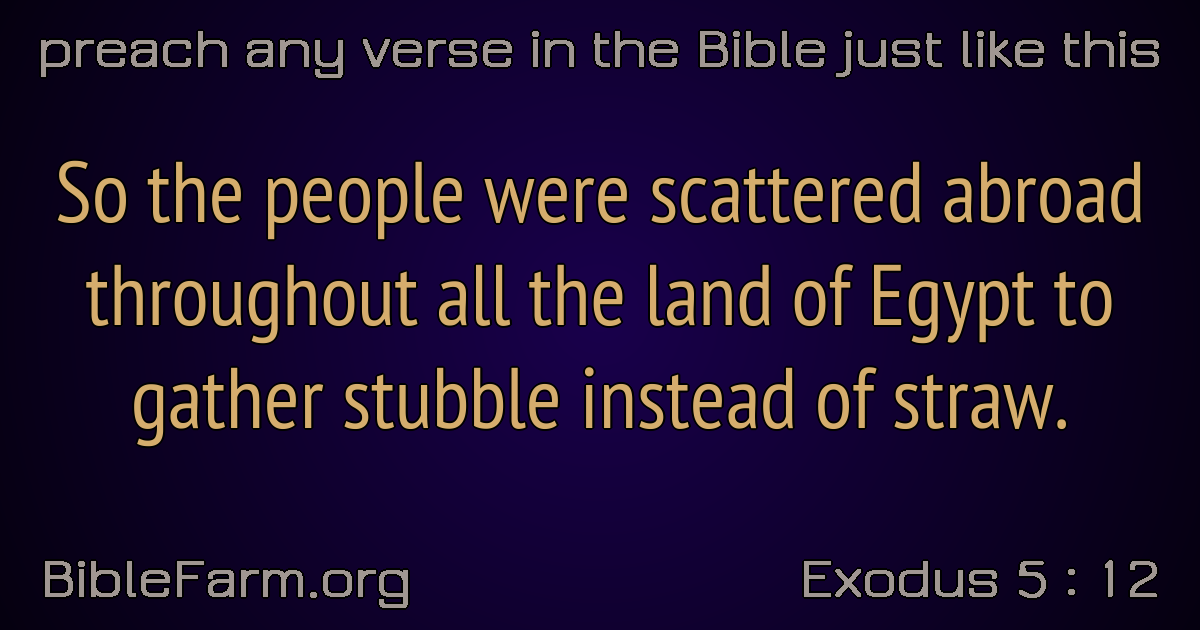 preach any verse in the Bible just like this
So the people were scattered abroad
throughout all the land of Egypt to
gather stubble instead of straw.
BibleFarm.org
Exodus 5 : 12